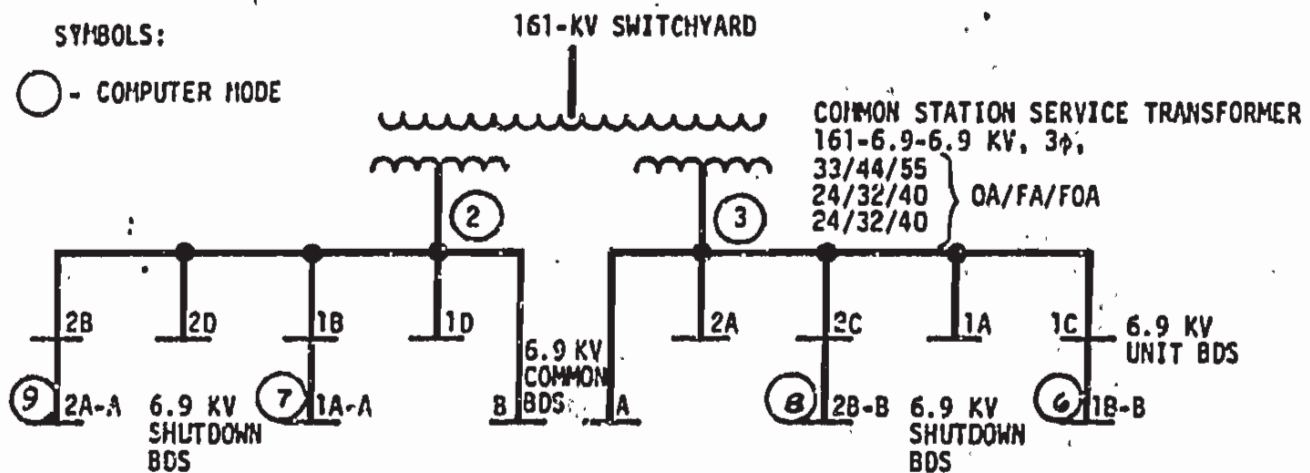 SYMBOLS:
- COMPUTER MODE
161-KV SWITCHYARD
COMMON STATION SERVICE TRANSFORMER
161-6.9-6.9 KV, 3φ,
33/44/55
24/32/40
24/32/40
OA/FA/FOA
2
3
2B
2D
1B
1D
2A
2C
1A
1C
6.9 KV
UNIT BDS
6.9 KV
COMMON
BDS
9
2A-A
6.9 KV
SHUTDOWN
BDS
7
1A-A
B
A
8
2B-B
6.9 KV
SHUTDOWN
BDS
6
1B-B